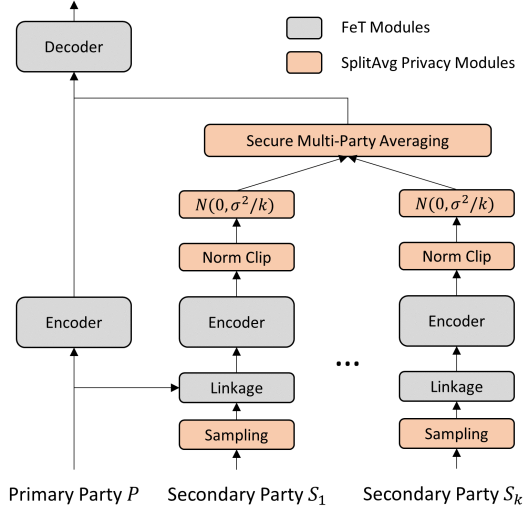 Decoder
FeT Modules
SplitAvg Privacy Modules
Secure Multi-Party Averaging
N(0, σ²/k)
N(0, σ²/k)
Norm Clip
Norm Clip
Encoder
Encoder
Encoder
...
Linkage
Linkage
Sampling
Sampling
Primary Party P
Secondary Party S₁
Secondary Party Sₖ